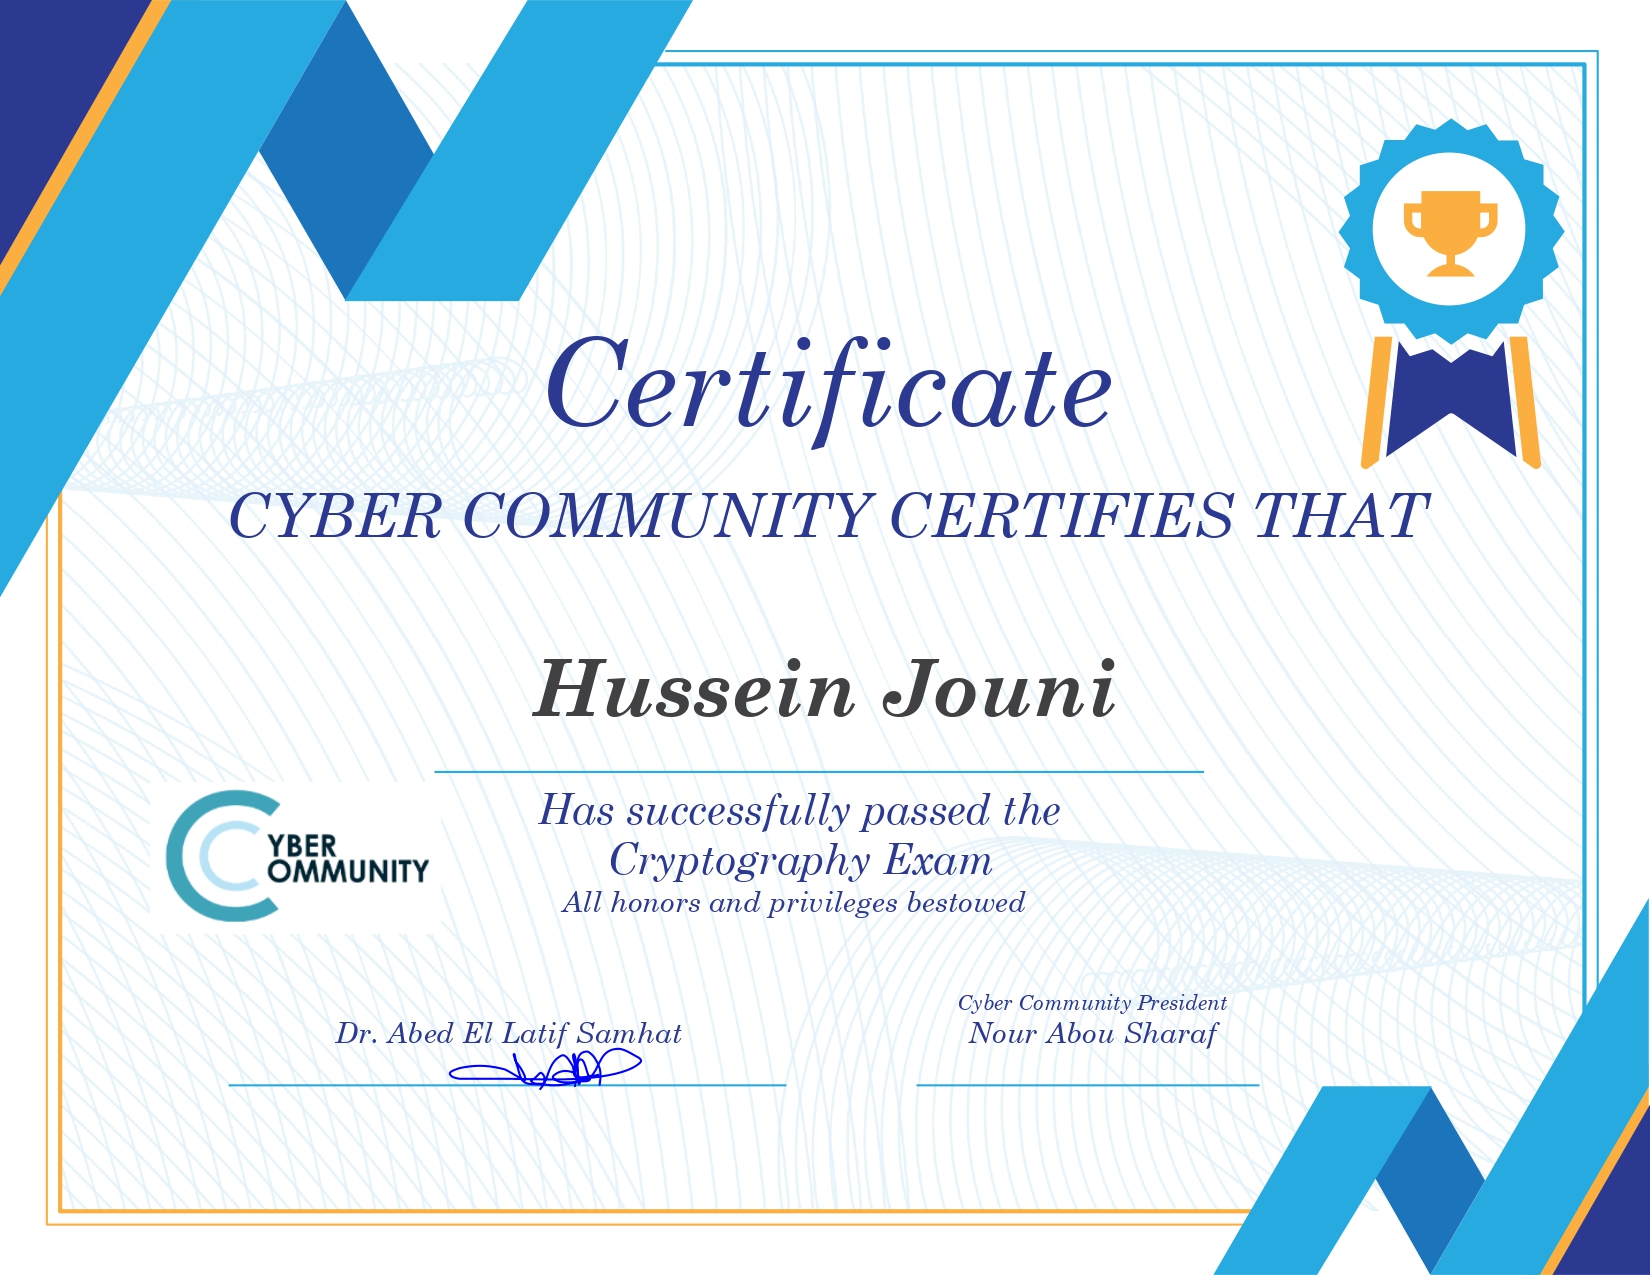 Certificate
CYBER COMMUNITY CERTIFIES THAT
Hussein Jouni
Has successfully passed the
Cryptography Exam
All honors and privileges bestowed
CYBER
COMMUNITY
Dr. Abed El Latif Samhat
Cyber Community President
Nour Abou Sharaf